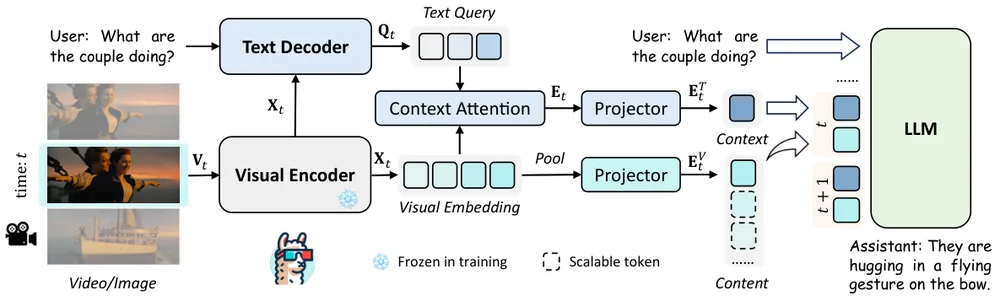 User: What are
the couple doing?
Text Decoder
Q_t
Text Query
User: What are
the couple doing?
X_t
Context Attention
E_t
Projector
E_t^T
Context
......
t
LLM
time: t
V_t
Visual Encoder
X_t
Visual Embedding
Pool
Projector
E_t^V
t + 1
......
Content
Video/Image
Frozen in training
Scalable token
Assistant: They are
hugging in a flying
gesture on the bow.